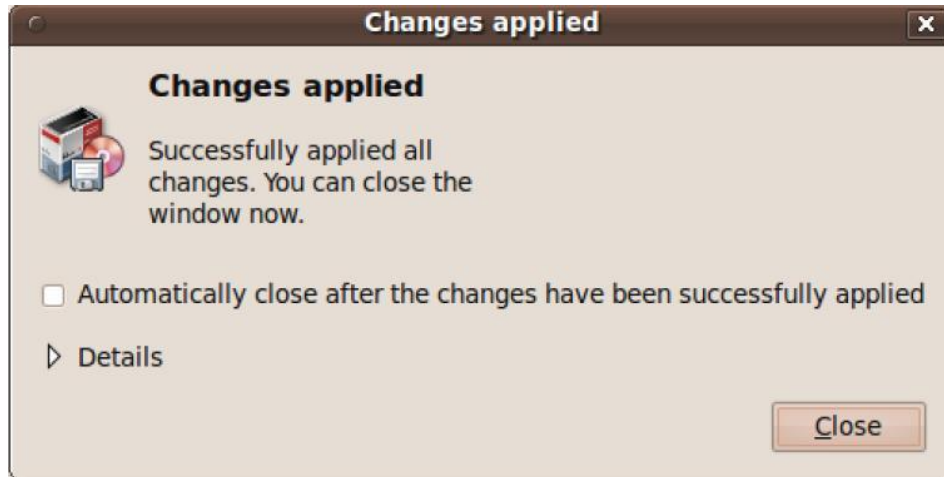 Changes applied
Changes applied
Successfully applied all
changes. You can close the
window now.
Automatically close after the changes have been successfully applied
Details
Close